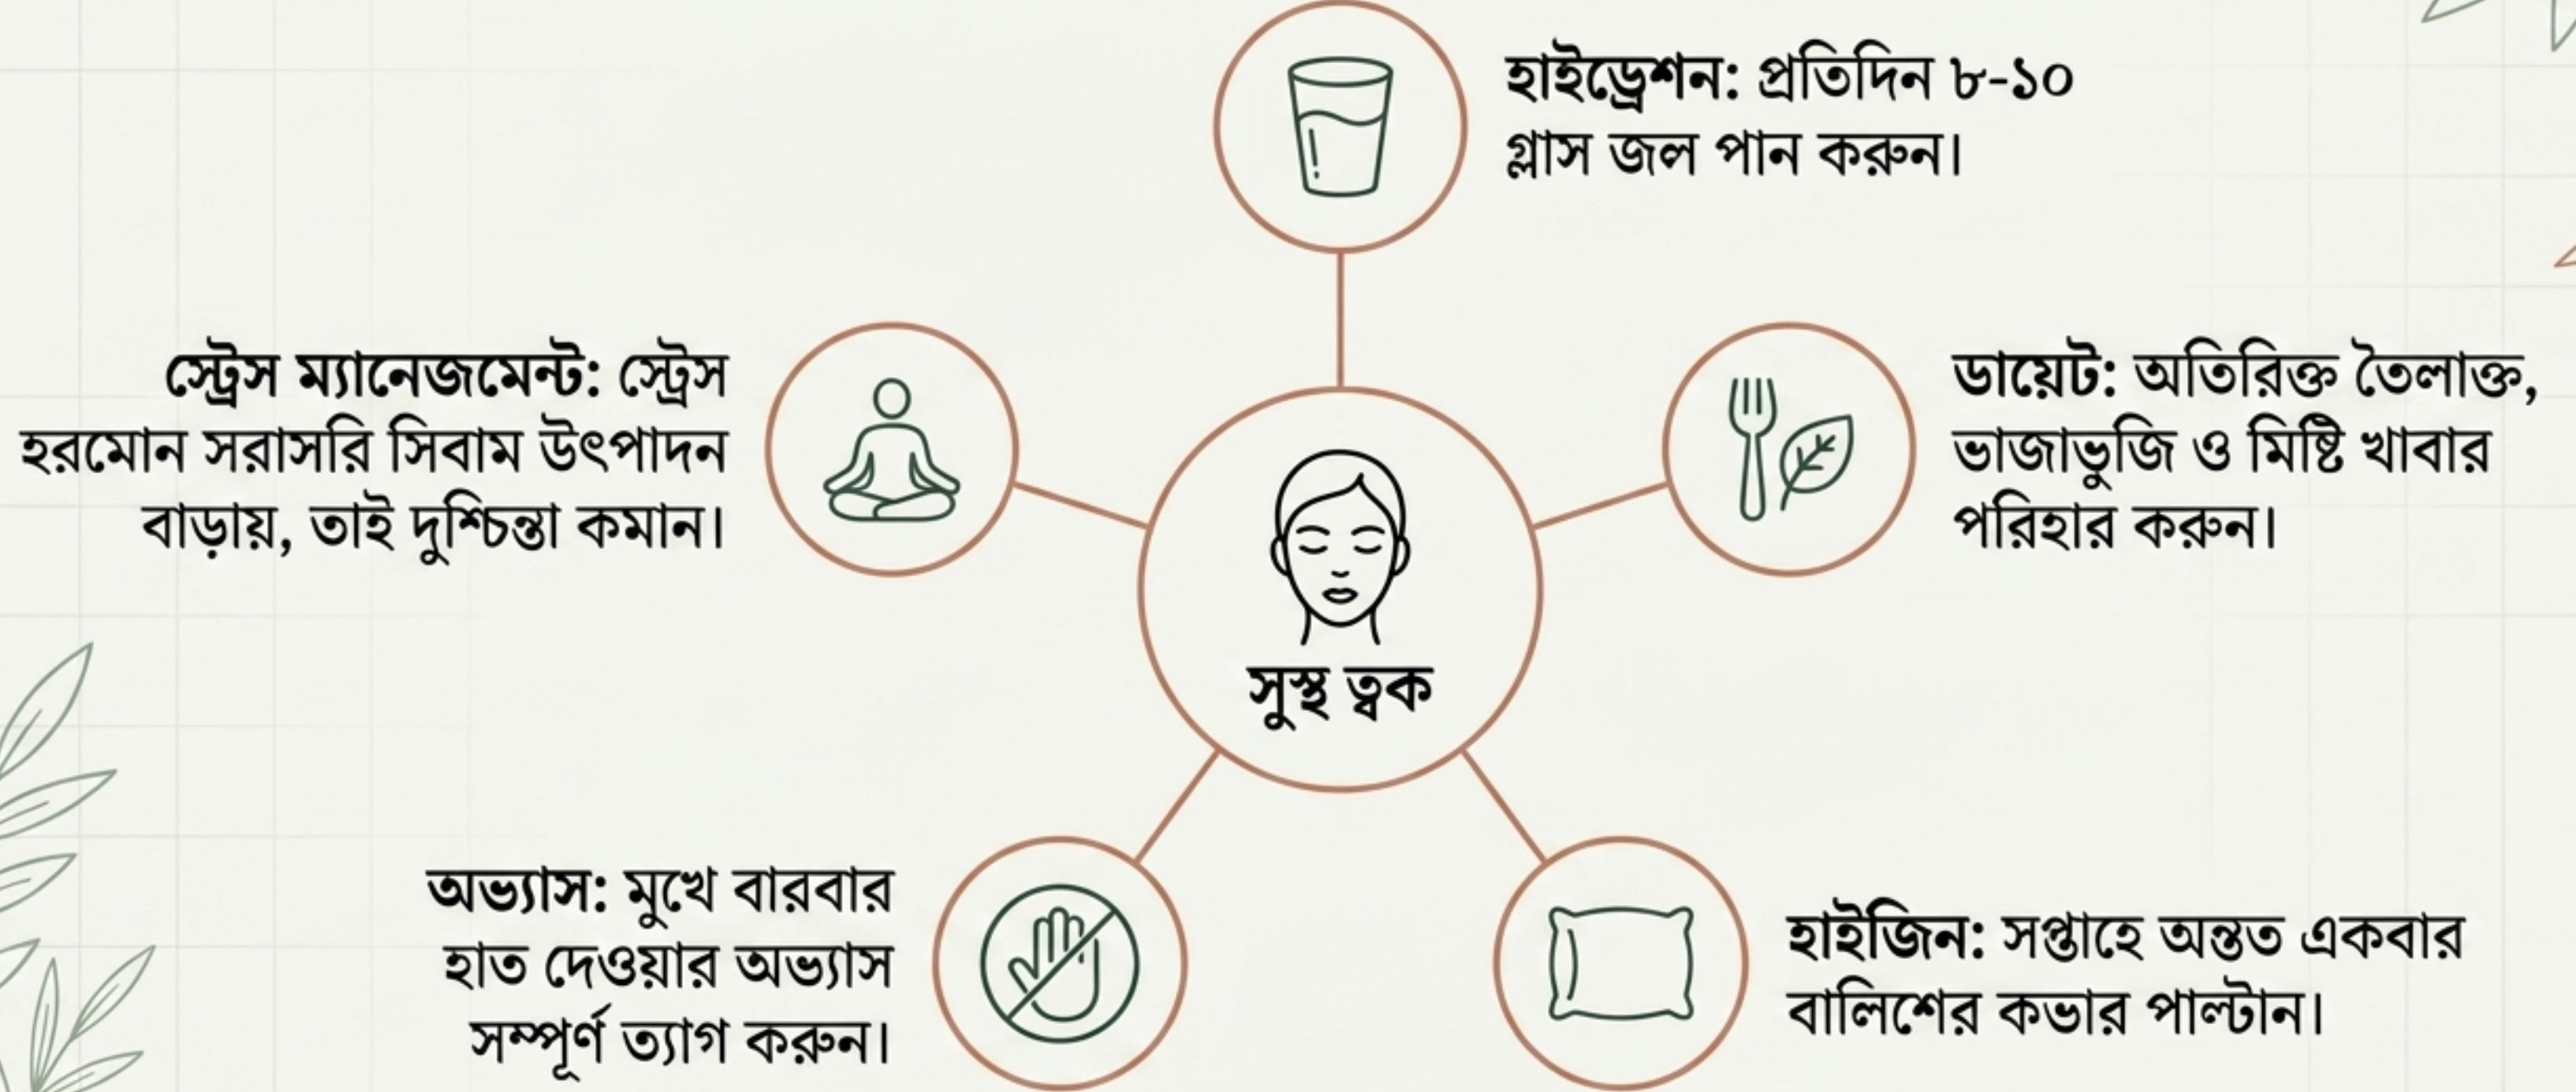 হাইড্রেশন: প্রতিদিন ৮-১০
গ্লাস জল পান করুন।
স্ট্রেস ম্যানেজমেন্ট: স্ট্রেস
হরমোন সরাসরি সিবাম উৎপাদন
বাড়ায়, তাই দুশ্চিন্তা কমান।
ডায়েট: অতিরিক্ত তৈলাক্ত,
ভাজাভুজি ও মিষ্টি খাবার
পরিহার করুন।
সুস্থ ত্বক
অভ্যাস: মুখে বারবার
হাত দেওয়ার অভ্যাস
সম্পূর্ণ ত্যাগ করুন।
হাইজিন: সপ্তাহে অন্তত একবার
বালিশের কভার পাল্টান।